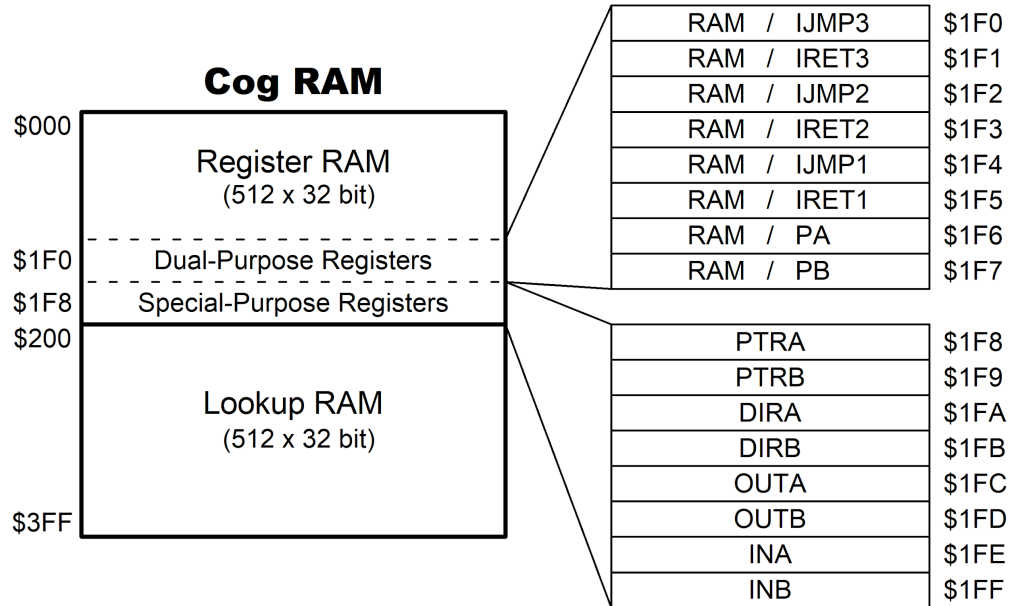 Cog RAM
$000
Register RAM
(512 x 32 bit)
$1F0
Dual-Purpose Registers
$1F8
Special-Purpose Registers
$200
Lookup RAM
(512 x 32 bit)
$3FF
RAM / IJMP3 $1F0
RAM / IRET3 $1F1
RAM / IJMP2 $1F2
RAM / IRET2 $1F3
RAM / IJMP1 $1F4
RAM / IRET1 $1F5
RAM / PA $1F6
RAM / PB $1F7
PTRA $1F8
PTRB $1F9
DIRA $1FA
DIRB $1FB
OUTA $1FC
OUTB $1FD
INA $1FE
INB $1FF